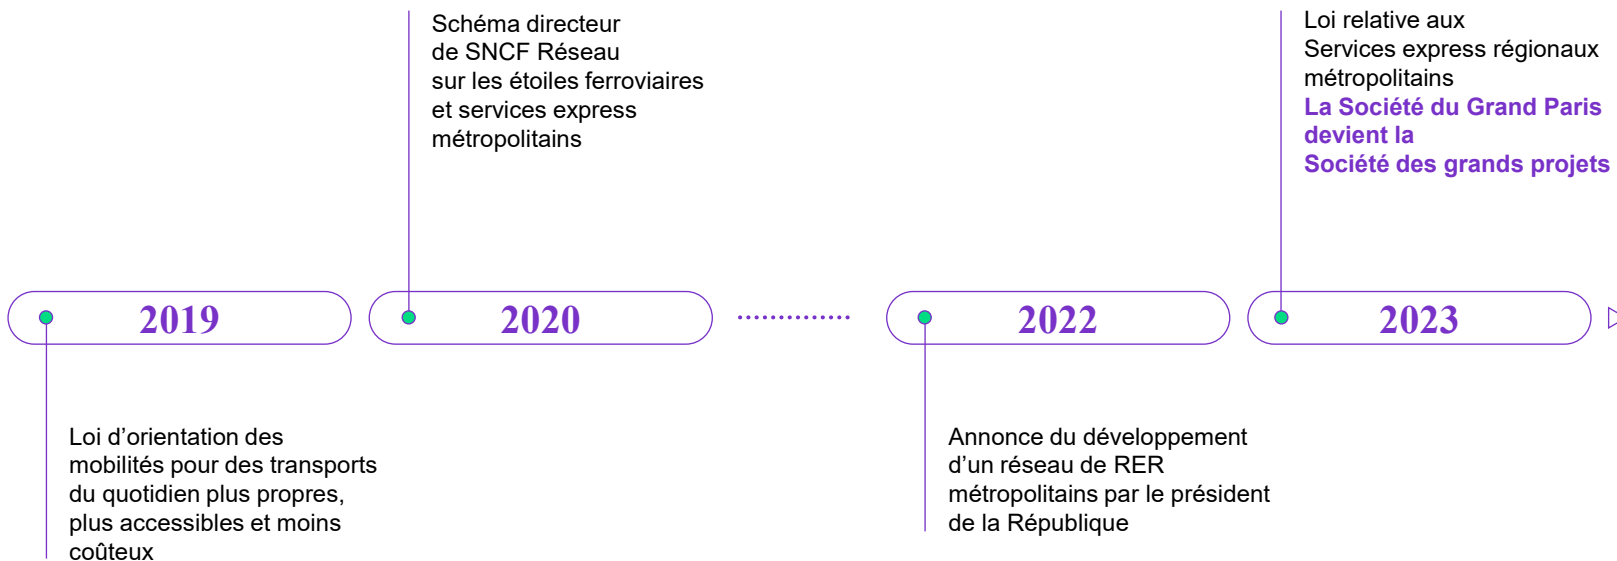 Schéma directeur
de SNCF Réseau
sur les étoiles ferroviaires
et services express
métropolitains
Loi relative aux
Services express régionaux
métropolitains
La Société du Grand Paris
devient la
Société des grands projets
2019
2020
2022
2023
Loi d’orientation des
mobilités pour des transports
du quotidien plus propres,
plus accessibles et moins
coûteux
Annonce du développement
d’un réseau de RER
métropolitains par le président
de la République